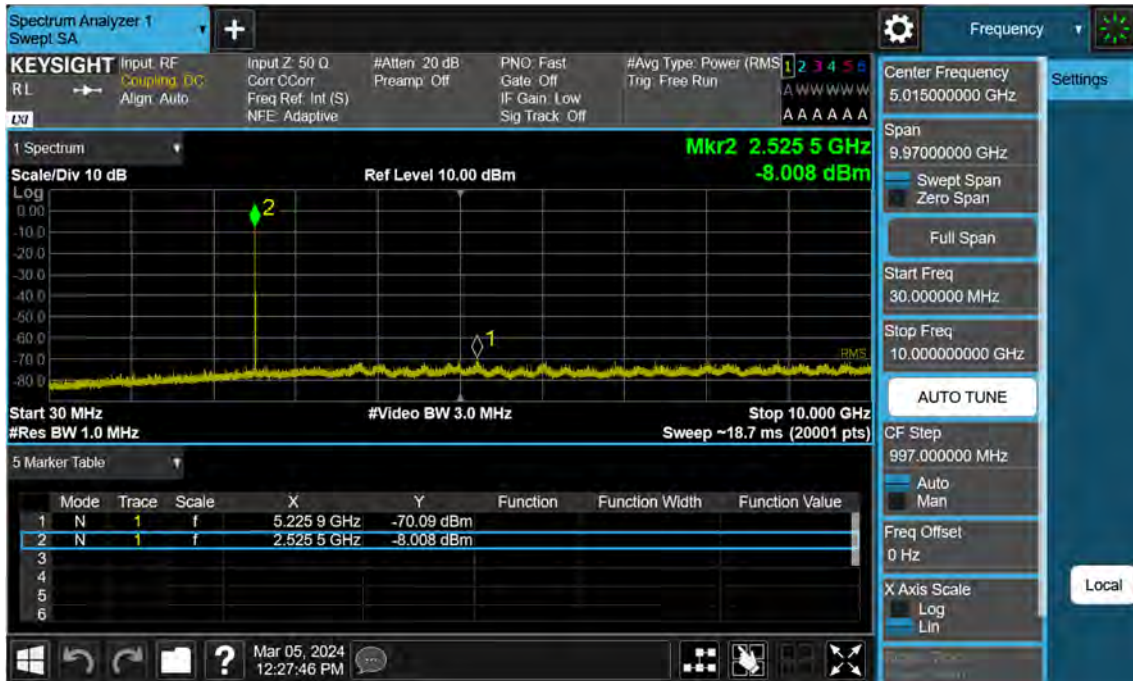 Spectrum Analyzer 1
Swept SA
+
Frequency
KEYSIGHT
RL
LXI
Input: RF
Coupling: DC
Align: Auto
Input Z: 50 Ω
Corr CCorr
Freq Ref: Int (S)
NFE: Adaptive
#Atten: 20 dB
Preamp: Off
PNO: Fast
Gate: Off
IF Gain: Low
Sig Track: Off
#Avg Type: Power (RMS
Trig: Free Run
1 2 3 4 5 6
A W W W W W
A A A A A A
1 Spectrum
Scale/Div 10 dB
Ref Level 10.00 dBm
Mkr2 2.525 5 GHz
-8.008 dBm
Log
0.00
-10.0
-20.0
-30.0
-40.0
-50.0
-60.0
-70.0
-80.0
2
1
RMS
Start 30 MHz
#Video BW 3.0 MHz
Stop 10.000 GHz
#Res BW 1.0 MHz
Sweep ~18.7 ms (20001 pts)
5 Marker Table
Mode Trace Scale X Y Function Function Width Function Value
1 N 1 f 5.225 9 GHz -70.09 dBm
2 N 1 f 2.525 5 GHz -8.008 dBm
3
4
5
6
?
Mar 05, 2024
12:27:46 PM
Center Frequency
5.015000000 GHz
Settings
Span
9.97000000 GHz
Swept Span
Zero Span
Full Span
Start Freq
30.000000 MHz
Stop Freq
10.000000000 GHz
AUTO TUNE
CF Step
997.000000 MHz
Auto
Man
Freq Offset
0 Hz
X Axis Scale
Log
Lin
Local